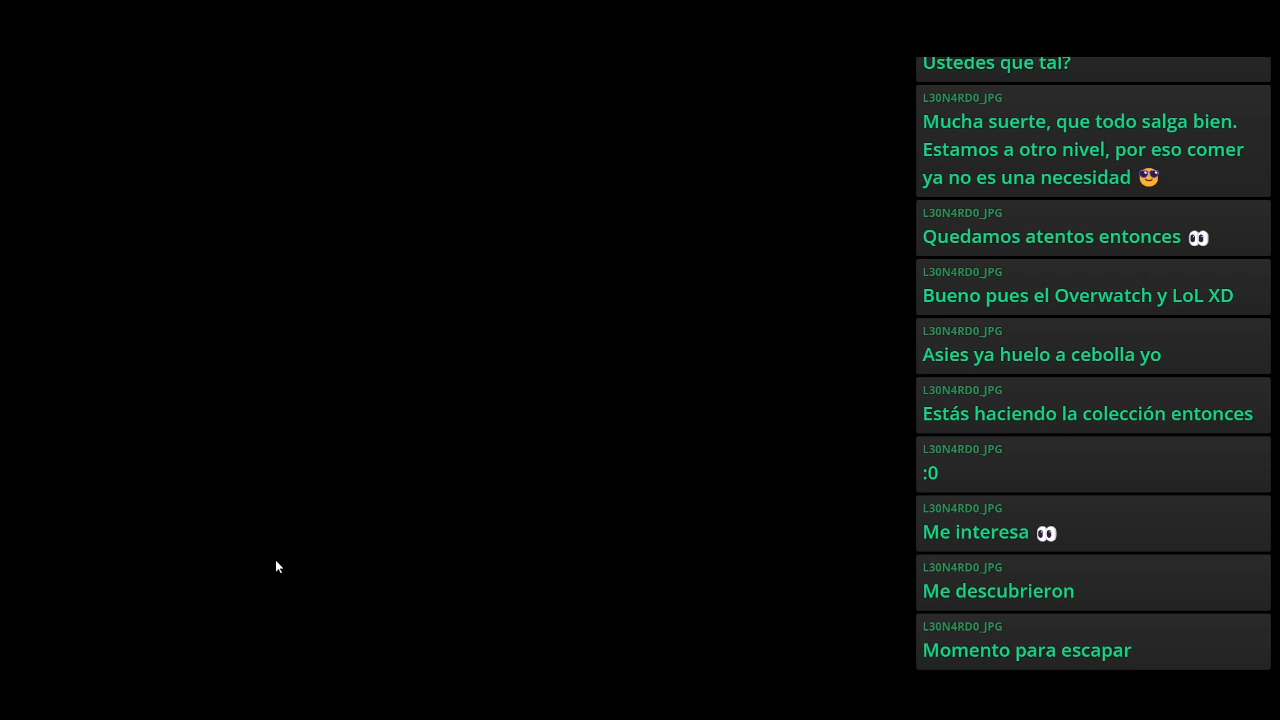 Ustedes que tal?
L30N4RD0_JPG
Mucha suerte, que todo salga bien.
Estamos a otro nivel, por eso comer
ya no es una necesidad 😎
L30N4RD0_JPG
Quedamos atentos entonces 👀
L30N4RD0_JPG
Bueno pues el Overwatch y LoL XD
L30N4RD0_JPG
Asies ya huelo a cebolla yo
L30N4RD0_JPG
Estás haciendo la colección entonces
L30N4RD0_JPG
:0
L30N4RD0_JPG
Me interesa 👀
L30N4RD0_JPG
Me descubrieron
L30N4RD0_JPG
Momento para escapar